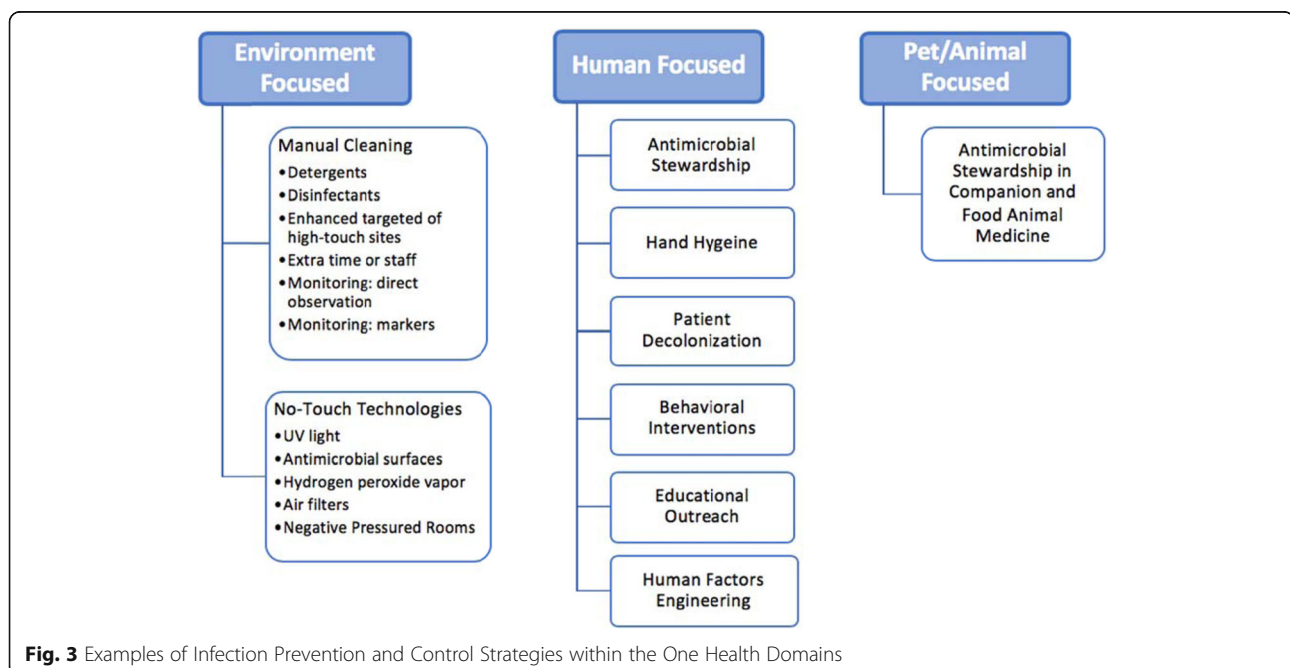 Environment
Focused
Manual Cleaning
•Detergents
•Disinfectants
•Enhanced targeted of
high-touch sites
•Extra time or staff
•Monitoring: direct
observation
•Monitoring: markers
No-Touch Technologies
•UV light
•Antimicrobial surfaces
•Hydrogen peroxide vapor
•Air filters
•Negative Pressured Rooms
Human Focused
Antimicrobial
Stewardship
Hand Hygeine
Patient
Decolonization
Behavioral
Interventions
Educational
Outreach
Human Factors
Engineering
Pet/Animal
Focused
Antimicrobial
Stewardship in
Companion and
Food Animal
Medicine
Fig. 3 Examples of Infection Prevention and Control Strategies within the One Health Domains